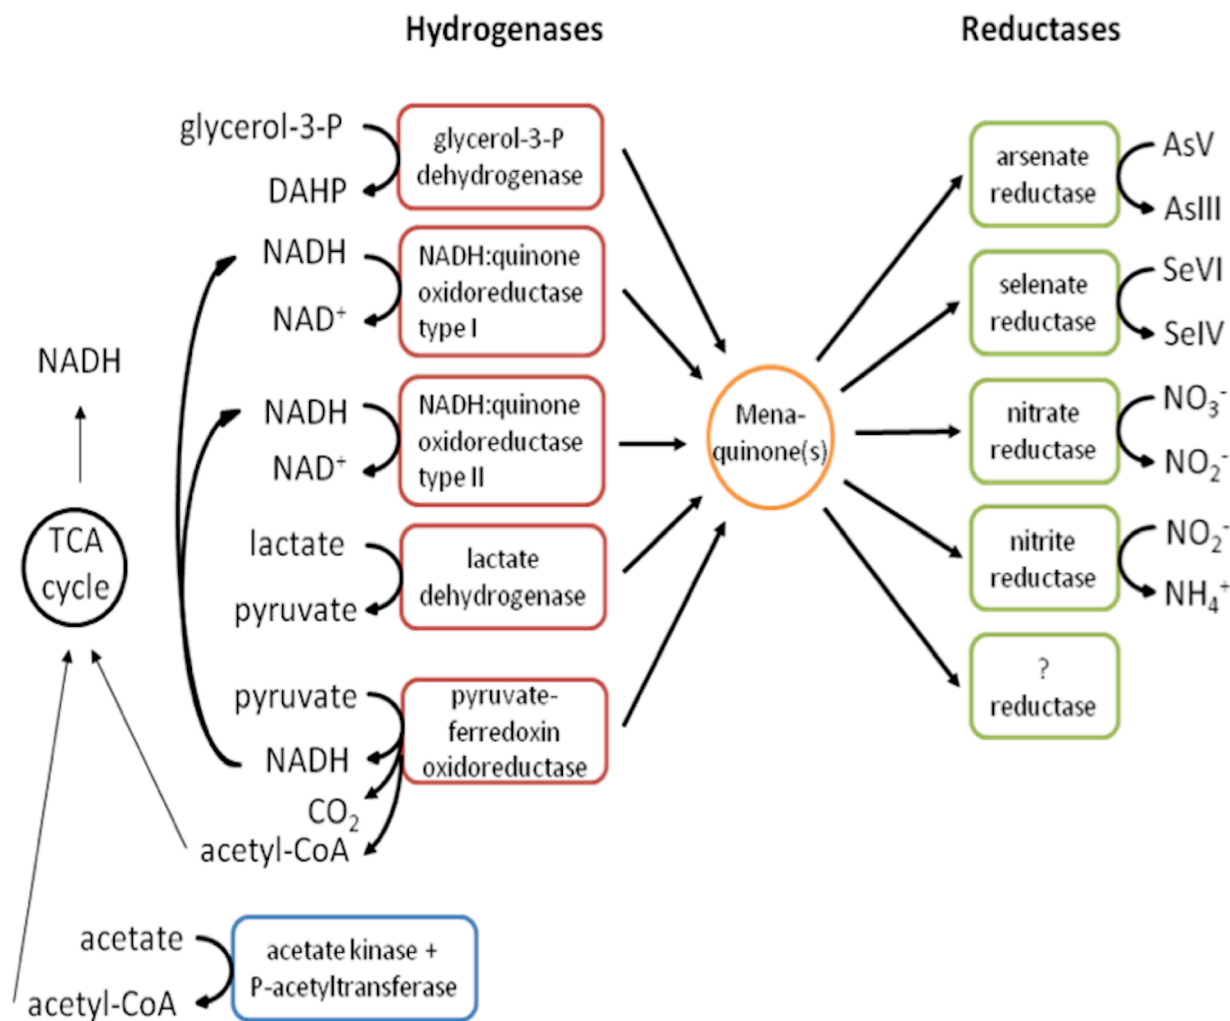 Hydrogenases
Reductases
glycerol-3-P
DAHP
glycerol-3-P
dehydrogenase
NADH
NAD⁺
NADH:quinone
oxidoreductase
type I
NADH
NAD⁺
NADH:quinone
oxidoreductase
type II
lactate
pyruvate
lactate
dehydrogenase
pyruvate
NADH
CO₂
acetyl-CoA
pyruvate-
ferredoxin
oxidoreductase
NADH
TCA
cycle
acetate
acetyl-CoA
acetate kinase +
P-acetyltransferase
Mena-
quinone(s)
arsenate
reductase
AsV
AsIII
selenate
reductase
SeVI
SeIV
nitrate
reductase
NO₃⁻
NO₂⁻
nitrite
reductase
NO₂⁻
NH₄⁺
?
reductase